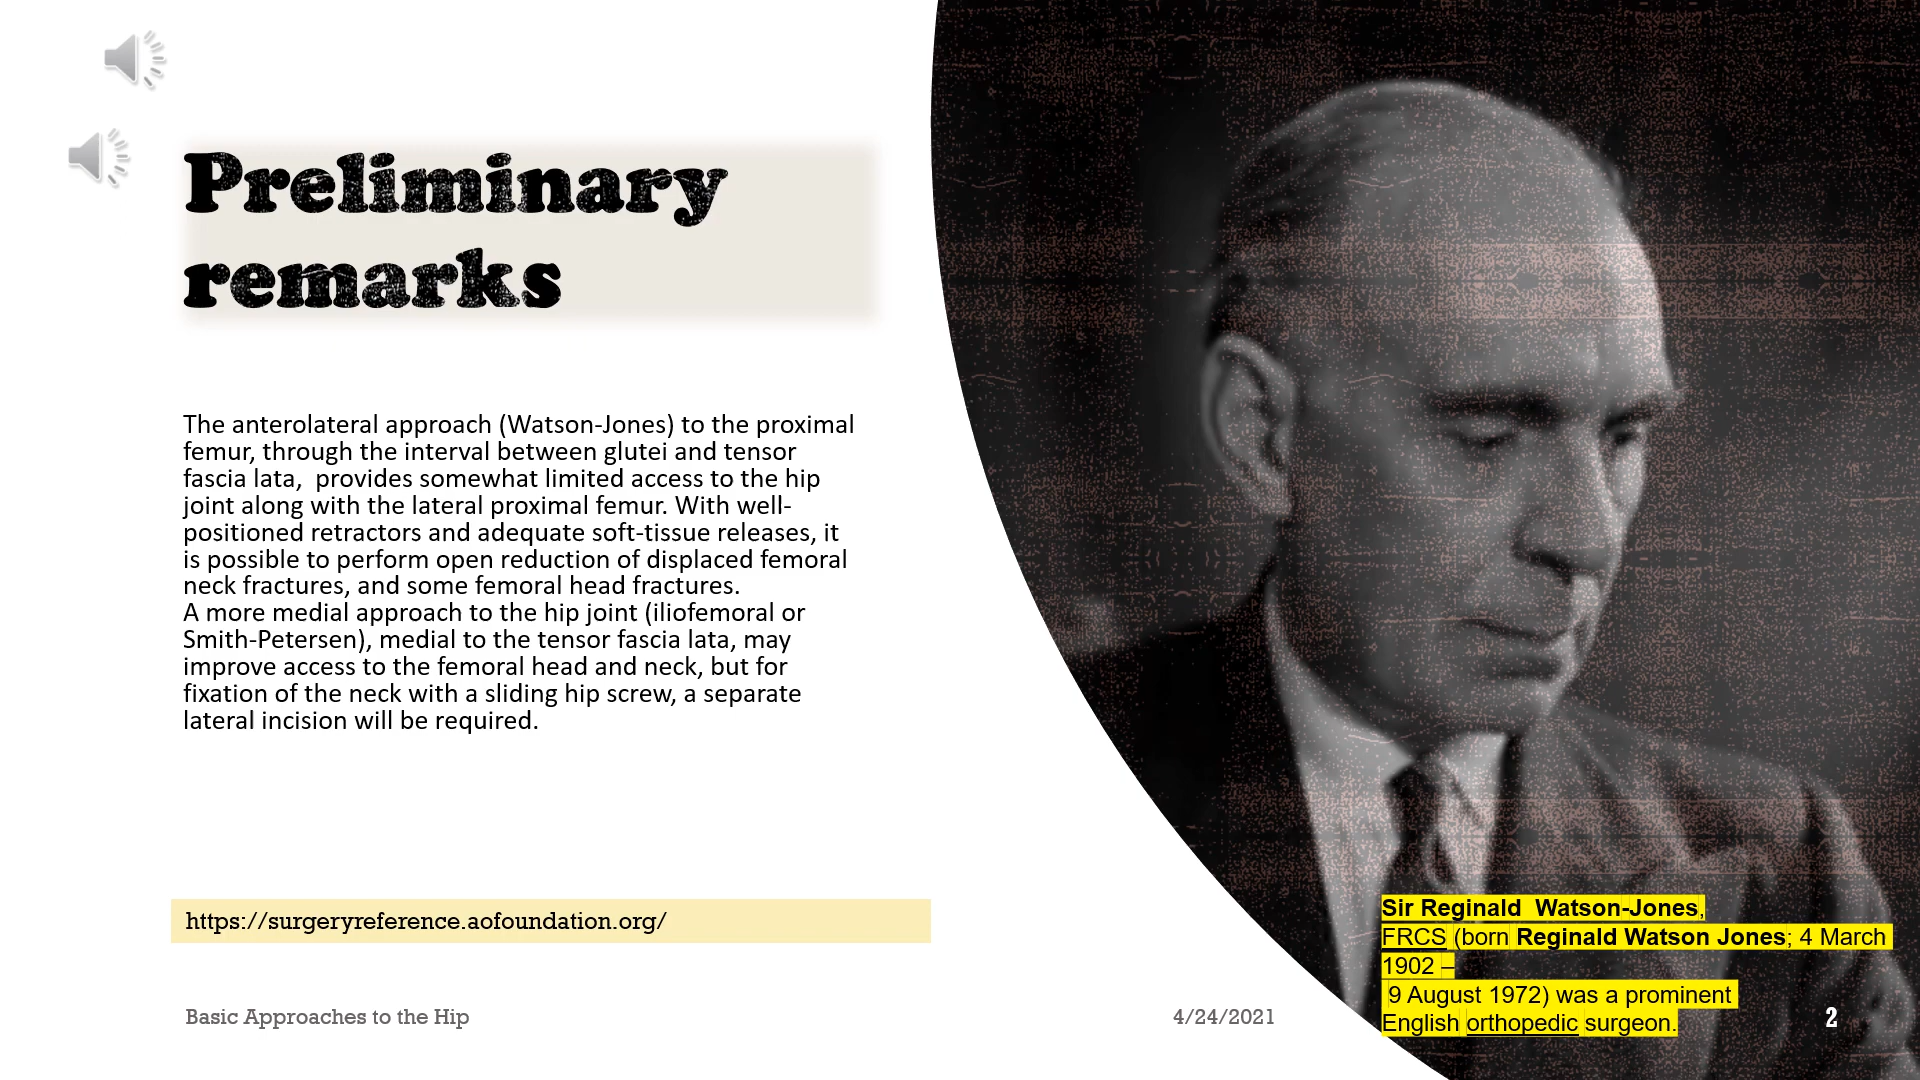 Preliminary
remarks
The anterolateral approach (Watson-Jones) to the proximal
femur, through the interval between glutei and tensor
fascia lata,  provides somewhat limited access to the hip
joint along with the lateral proximal femur. With well-
positioned retractors and adequate soft-tissue releases, it
is possible to perform open reduction of displaced femoral
neck fractures, and some femoral head fractures.
A more medial approach to the hip joint (iliofemoral or
Smith-Petersen), medial to the tensor fascia lata, may
improve access to the femoral head and neck, but for
fixation of the neck with a sliding hip screw, a separate
lateral incision will be required.
https://surgeryreference.aofoundation.org/
Sir Reginald  Watson-Jones,
FRCS (born Reginald Watson Jones; 4 March
1902 –
9 August 1972) was a prominent
English orthopedic surgeon.
Basic Approaches to the Hip
4/24/2021
2